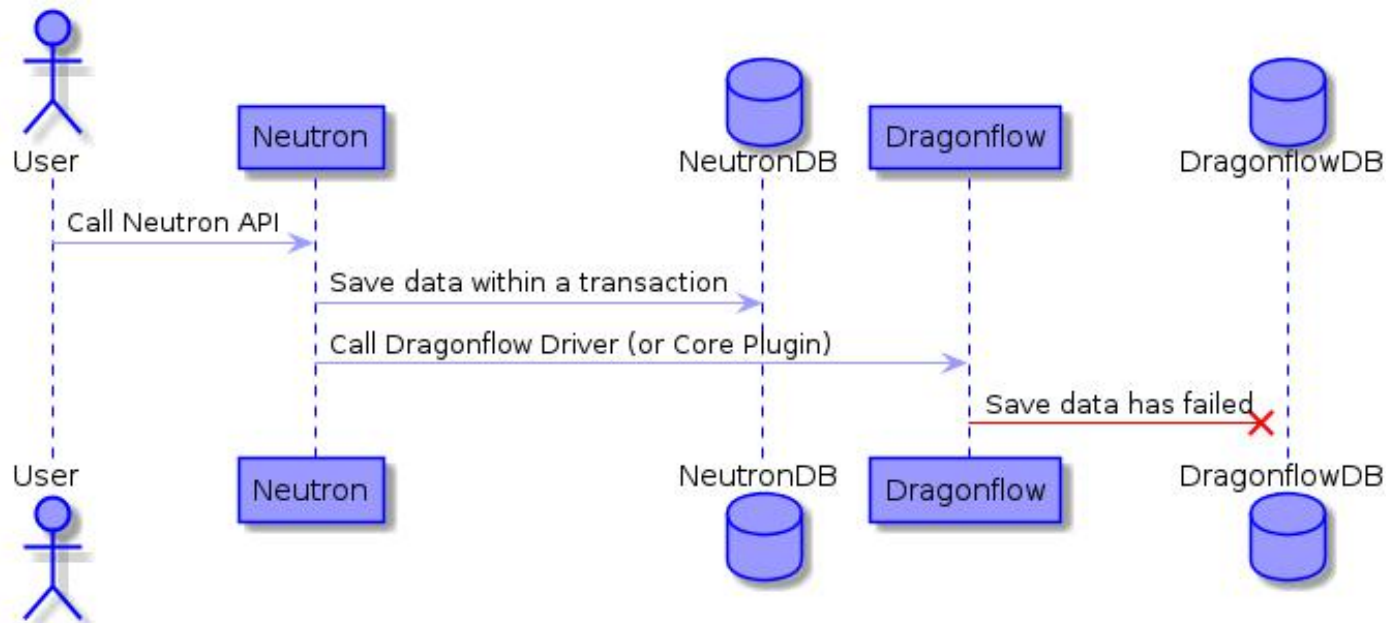 User
Neutron
NeutronDB
Dragonflow
DragonflowDB
Call Neutron API
Save data within a transaction
Call Dragonflow Driver (or Core Plugin)
Save data has failed
User
Neutron
NeutronDB
Dragonflow
DragonflowDB